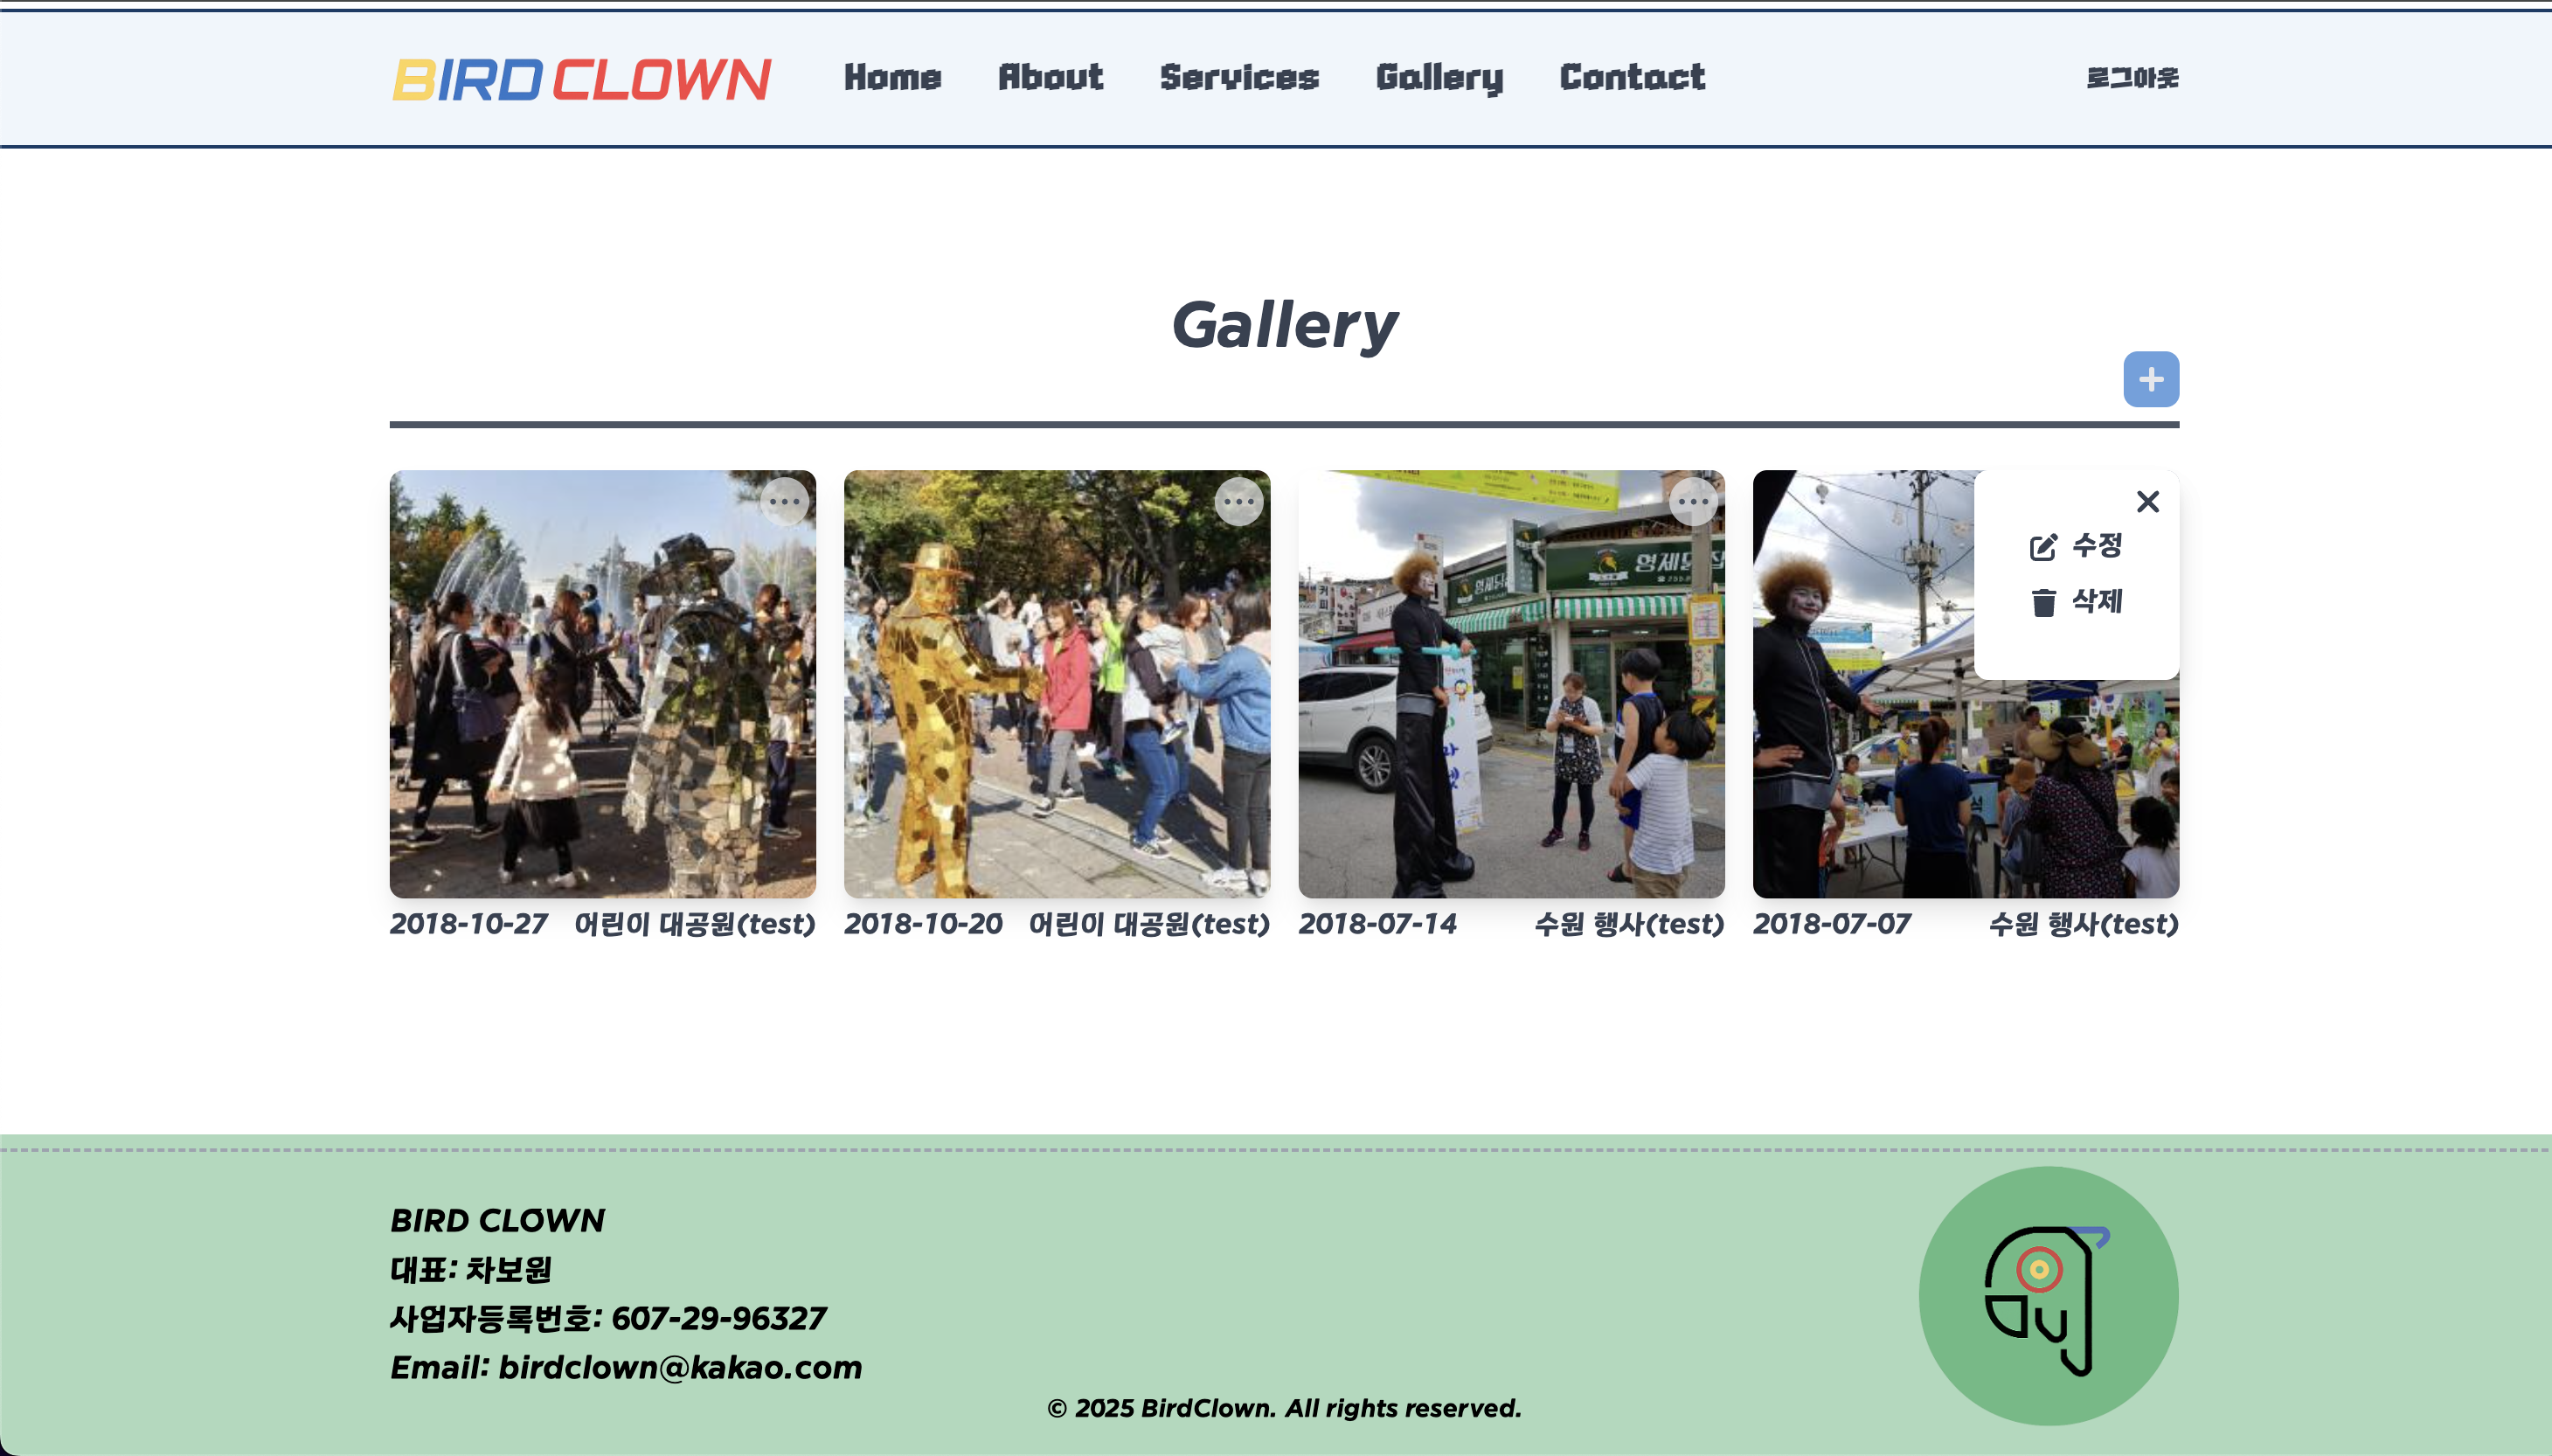 BIRD CLOWN
Home About Services Gallery Contact
로그아웃
Gallery
영제닭집
수정
삭제
2018-10-27 어린이 대공원(test)
2018-10-20 어린이 대공원(test)
2018-07-14 수원 행사(test)
2018-07-07 수원 행사(test)
BIRD CLOWN
대표: 차보원
사업자등록번호: 607-29-96327
Email: birdclown@kakao.com
© 2025 BirdClown. All rights reserved.